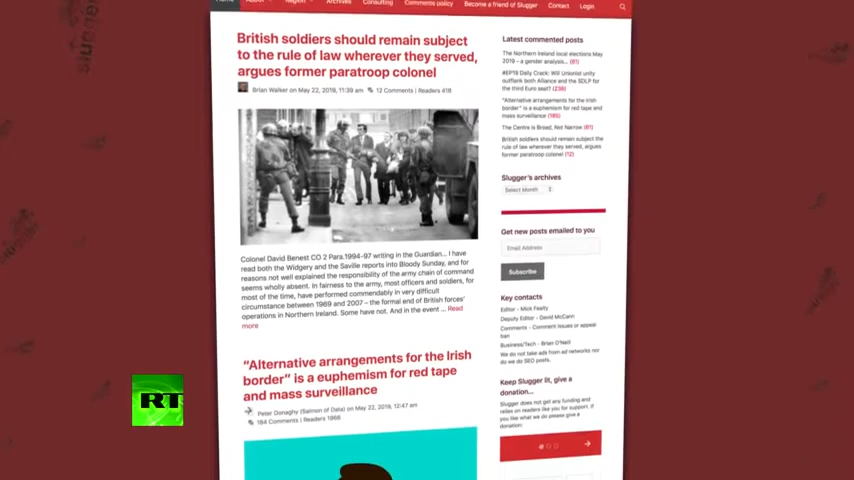 Home
About
Region
Archives
Consulting
Comments policy
Become a friend of Slugger
Contact
Login
British soldiers should remain subject
to the rule of law wherever they served,
argues former paratroop colonel
Brian Walker on May 22, 2019, 11:39 am 12 Comments | Readers 418
Colonel David Benest CO 2 Para.1994-97 writing in the Guardian... I have
read both the Widgery and the Saville reports into Bloody Sunday, and for
reasons not well explained the responsibility of the army chain of command
seems wholly absent. In fairness to the army, most officers and soldiers, for
most of the time, have performed commendably in very difficult
circumstance between 1969 and 2007 – the formal end of British forces'
operations in Northern Ireland. Some have not. And in the event ... Read
more
“Alternative arrangements for the Irish
border” is a euphemism for red tape
and mass surveillance
Peter Donaghy (Salmon of Data) on May 22, 2019, 12:47 am
184 Comments | Readers 1968
Latest commented posts
The Northern Ireland local elections May
2019 - a gender analysis... (61)
#EP19 Daily Crack: Will Unionist unity
outflank both Alliance and the SDLP for
the third Euro seat? (238)
"Alternative arrangements for the Irish
border" is a euphemism for red tape and
mass surveillance (185)
The Centre is Broad, Not Narrow (61)
British soldiers should remain subject the
rule of law wherever they served, argues
former paratroop colonel (12)
Slugger's archives
Select Month
Get new posts emailed to you
Email Address
Subscribe
Key contacts
Editor - Mick Fealty
Deputy Editor - David McCann
Comments - Comment issues or appeal
ban
Business/Tech - Brian O'Neill
We do not take ads from ad networks nor
do we do SEO posts.
Keep Slugger lit, give a
donation...
Slugger does not get any funding and
relies on readers like you for support. If
you like what we do please give a
donation:
RT
slugger